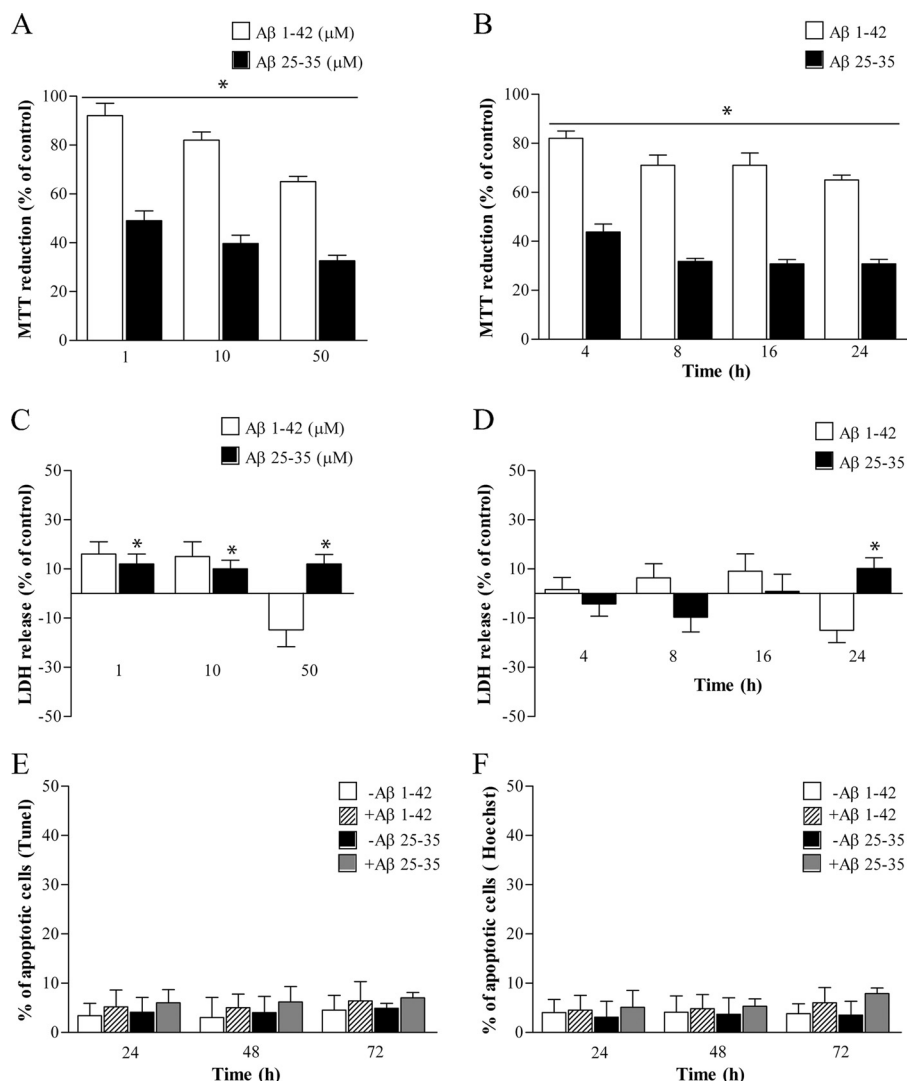 A
Aβ 1-42 (μM)
Aβ 25-35 (μM)
*
MTT reduction (% of control)
100
80
60
40
20
0
1 10 50
B
Aβ 1-42
Aβ 25-35
*
MTT reduction (% of control)
100
80
60
40
20
0
4 8 16 24
Time (h)
C
Aβ 1-42 (μM)
Aβ 25-35 (μM)
LDH release (% of control)
50
30
10
-10
-30
-50
* * *
1 10 50
D
Aβ 1-42
Aβ 25-35
LDH release (% of control)
50
30
10
-10
-30
-50
*
4 8 16 24
Time (h)
E
-Aβ 1-42
+Aβ 1-42
-Aβ 25-35
+Aβ 25-35
% of apoptotic cells (Tunel)
50
40
30
20
10
0
24 48 72
Time (h)
F
-Aβ 1-42
+Aβ 1-42
-Aβ 25-35
+Aβ 25-35
% of apoptotic cells ( Hoechst)
50
40
30
20
10
0
24 48 72
Time (h)